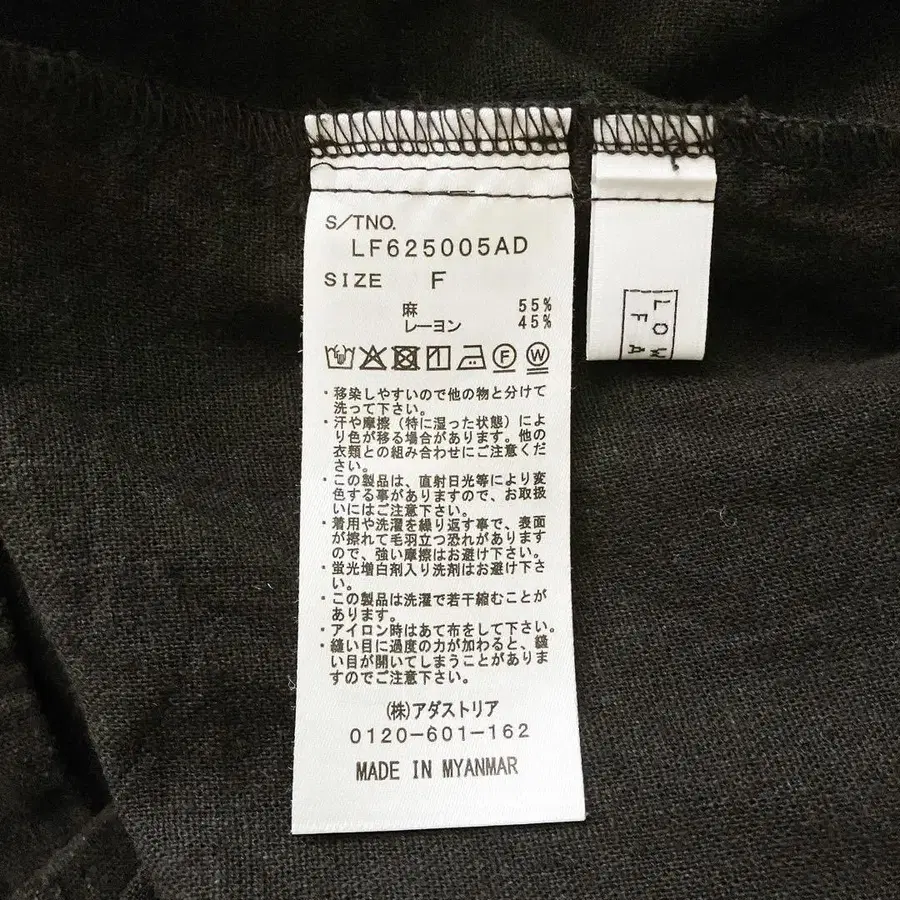 S/TNO.
LF625005AD
SIZE F
麻 55%
レーヨン 45%
F W
・移染しやすいので他の物と分けて
洗って下さい。
・汗や摩擦(特に湿った状態)によ
り色が移る場合があります。他の
衣類との組み合わせにご注意くだ
さい。
・この製品は、直射日光等により変
色する事がありますので、お取扱
いにはご注意下さい。
・着用や洗濯を繰り返す事で、表面
が擦れて毛羽立つ恐れがあります
ので、強い摩擦はお避け下さい。
・蛍光増白剤入り洗剤はお避け下さ
い。
・この製品は洗濯で若干縮むことが
あります。
・アイロン時はあて布をして下さい。
・縫い目に過度の力が加わると、縫
い目が開いてしまうことがありま
すのでご注意下さい。
(株)アダストリア
0120-601-162
MADE IN MYANMAR
LOW
FA